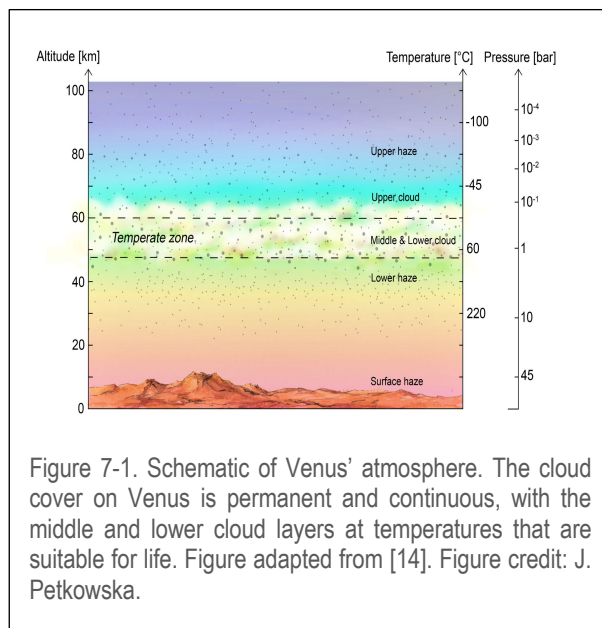 Altitude [km] Temperature [°C] Pressure [bar]
100
10-4
-100
10-3
80 Upper haze
10-2
-45
Upper cloud 10-1
60
Temperate zone Middle & Lower cloud 60 1
40 Lower haze
220
10
20
45
Surface haze
0
Figure 7-1. Schematic of Venus’ atmosphere. The cloud
cover on Venus is permanent and continuous, with the
middle and lower cloud layers at temperatures that are
suitable for life. Figure adapted from [14]. Figure credit: J.
Petkowska.